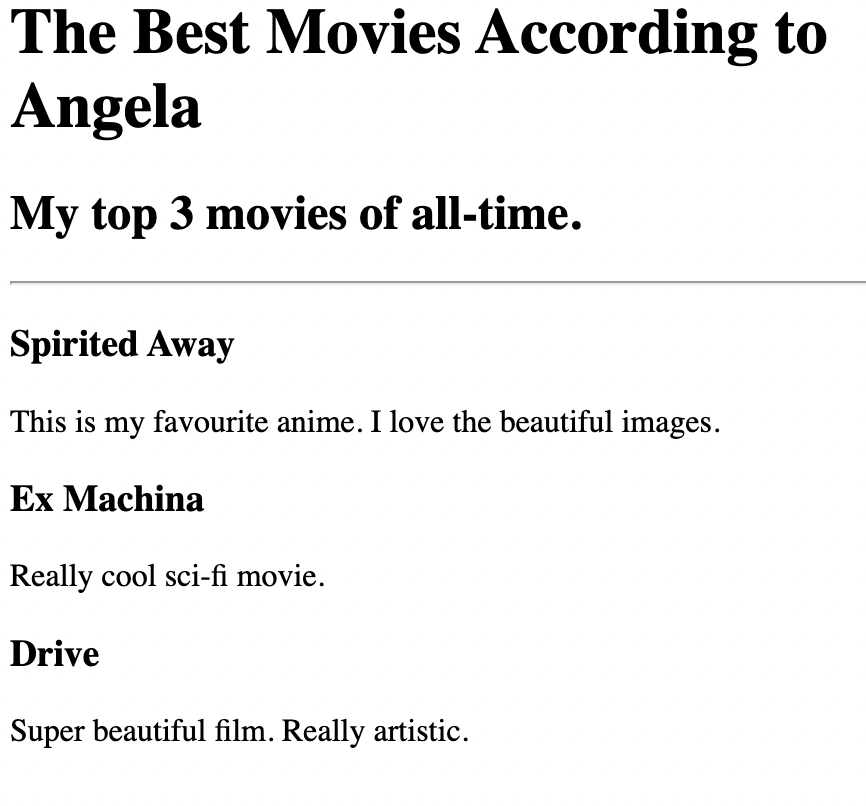 The Best Movies According to
Angela
My top 3 movies of all-time.
Spirited Away
This is my favourite anime. I love the beautiful images.
Ex Machina
Really cool sci-fi movie.
Drive
Super beautiful film. Really artistic.